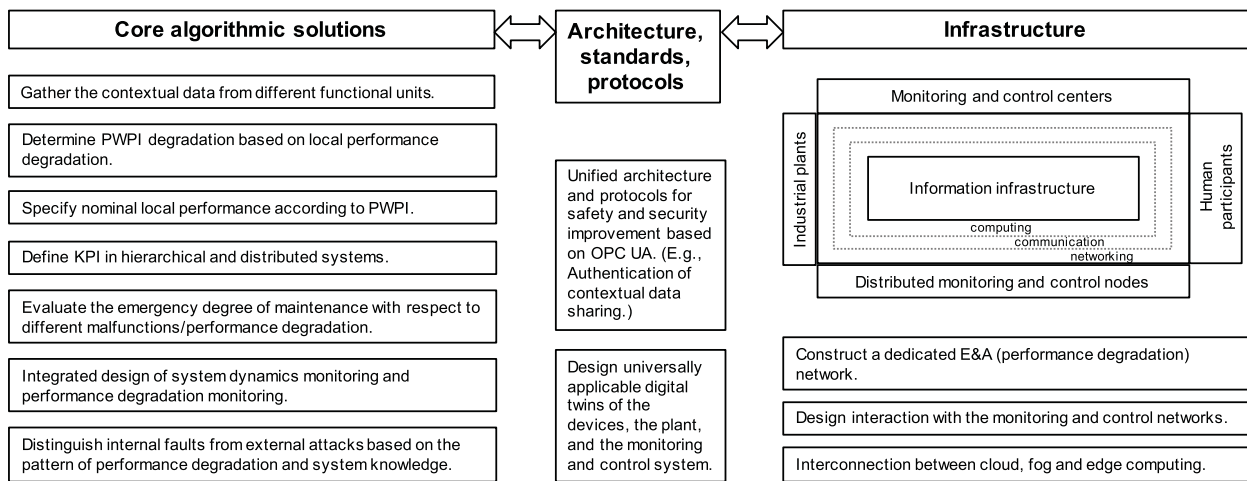 Core algorithmic solutions
Gather the contextual data from different functional units.
Determine PWPI degradation based on local performance
degradation.
Specify nominal local performance according to PWPI.
Define KPI in hierarchical and distributed systems.
Evaluate the emergency degree of maintenance with respect to
different malfunctions/performance degradation.
Integrated design of system dynamics monitoring and
performance degradation monitoring.
Distinguish internal faults from external attacks based on the
pattern of performance degradation and system knowledge.
Architecture,
standards,
protocols
Unified architecture
and protocols for
safety and security
improvement based
on OPC UA. (E.g.,
Authentication of
contextual data
sharing.)
Design universally
applicable digital
twins of the
devices, the plant,
and the monitoring
and control system.
Infrastructure
Monitoring and control centers
Industrial plants
Information infrastructure
computing
communication
networking
Human
participants
Distributed monitoring and control nodes
Construct a dedicated E&A (performance degradation)
network.
Design interaction with the monitoring and control networks.
Interconnection between cloud, fog and edge computing.